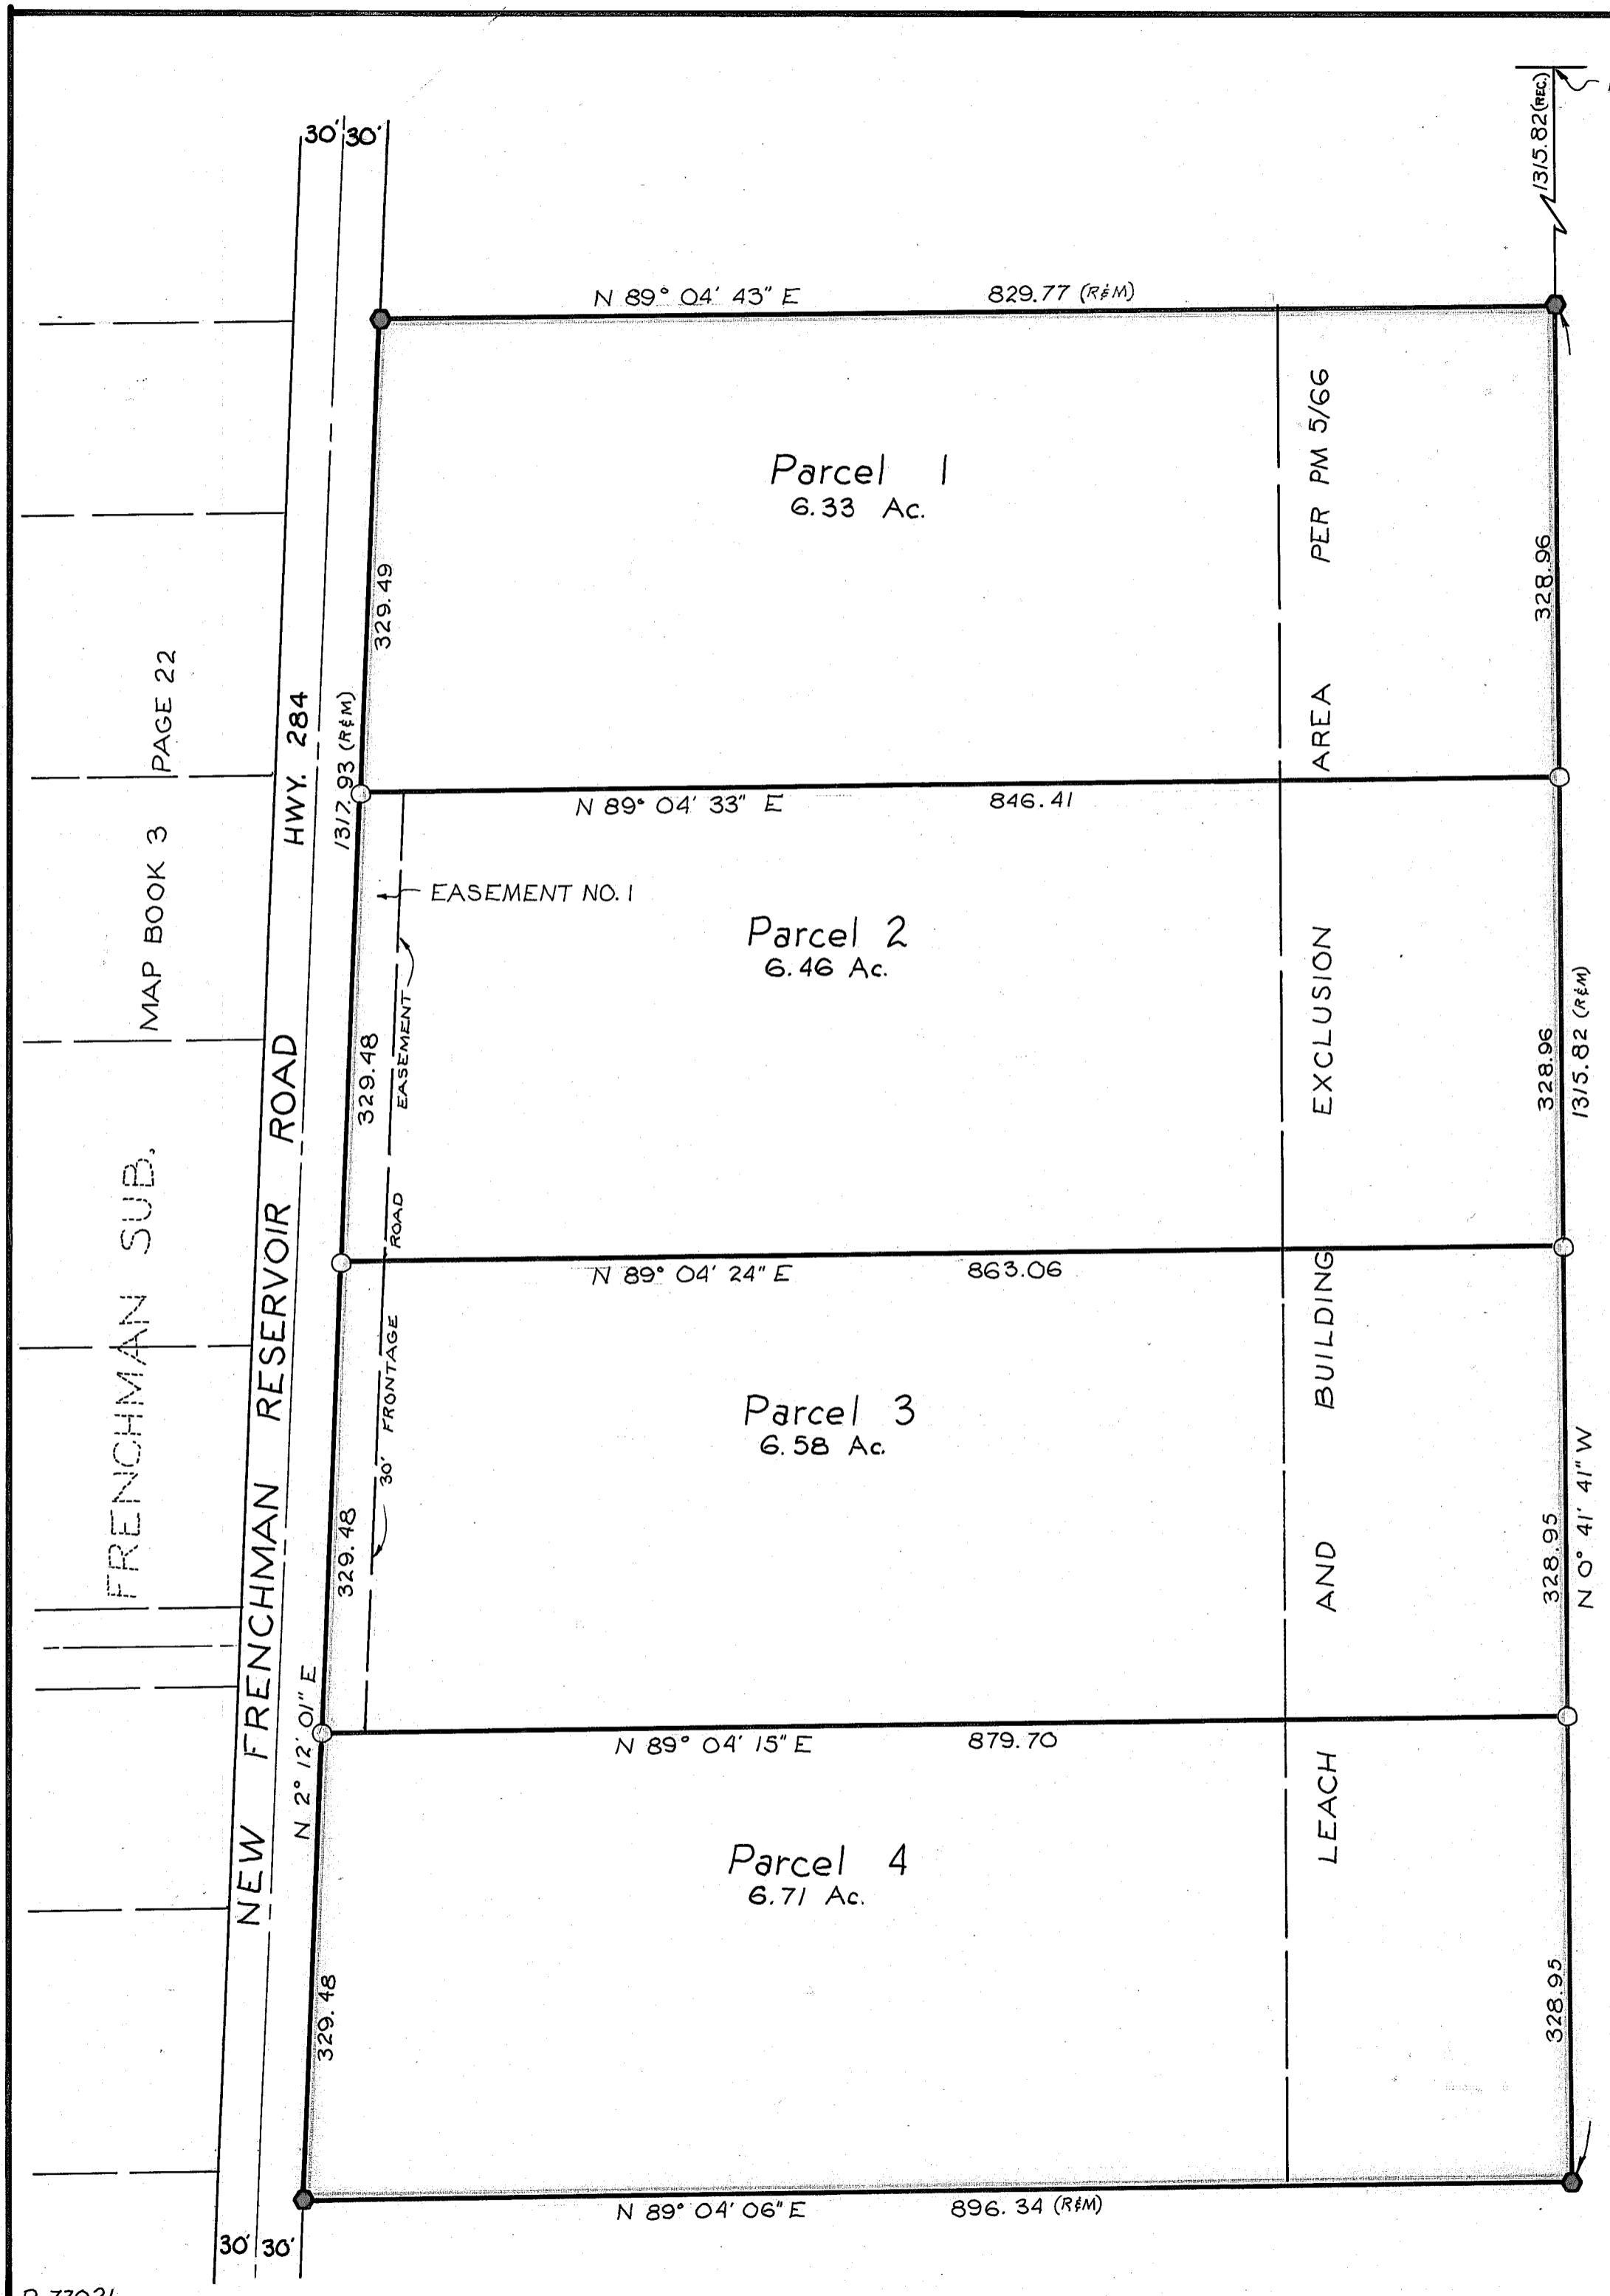 30' 30'
1315.82 (REC.)
N 89° 04' 43" E 829.77 (R&M)
Parcel 1
6.33 Ac.
329.49
328.96
HWY. 284
1317.93 (R&M)
MAP BOOK 3 PAGE 22
N 89° 04' 33" E 846.41
EASEMENT NO. 1
Parcel 2
6.46 Ac.
329.48
328.96
1315.82 (R&M)
30' FRONTAGE ROAD EASEMENT
FRENCHMAN SUB.
NEW FRENCHMAN RESERVOIR ROAD
N 89° 04' 24" E 863.06
Parcel 3
6.58 Ac.
329.48
328.95
N 0° 41' 41" W
LEACH AND BUILDING EXCLUSION AREA PER PM 5/66
N 2° 12' 01" E
N 89° 04' 15" E 879.70
Parcel 4
6.71 Ac.
329.48
328.95
N 89° 04' 06" E 896.34 (R&M)
30' 30'